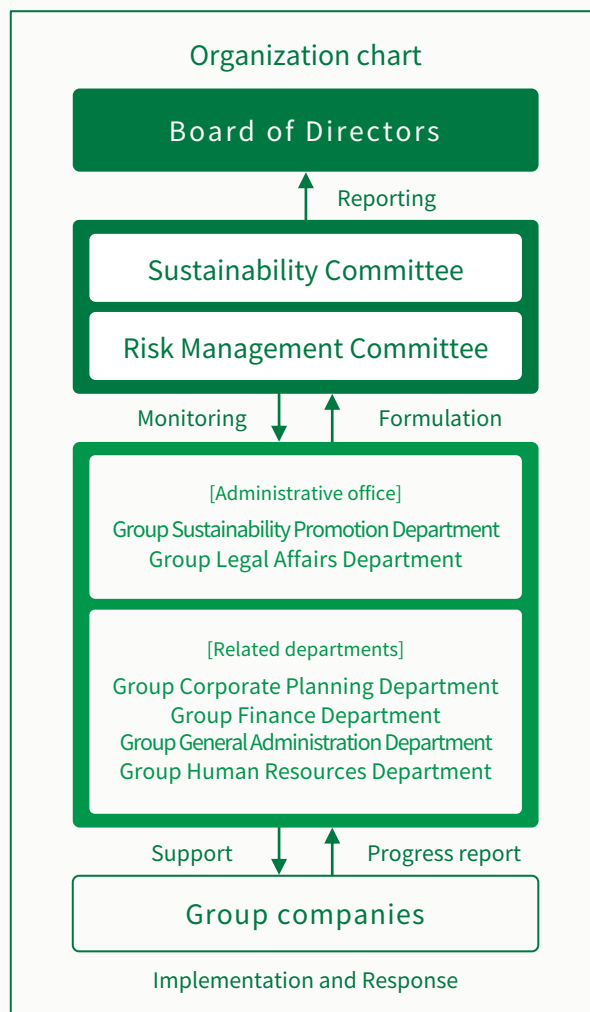 Organization chart
Board of Directors
Reporting
Sustainability Committee
Risk Management Committee
Monitoring
Formulation
[Administrative office]
Group Sustainability Promotion Department
Group Legal Affairs Department
[Related departments]
Group Corporate Planning Department
Group Finance Department
Group General Administration Department
Group Human Resources Department
Support
Progress report
Group companies
Implementation and Response